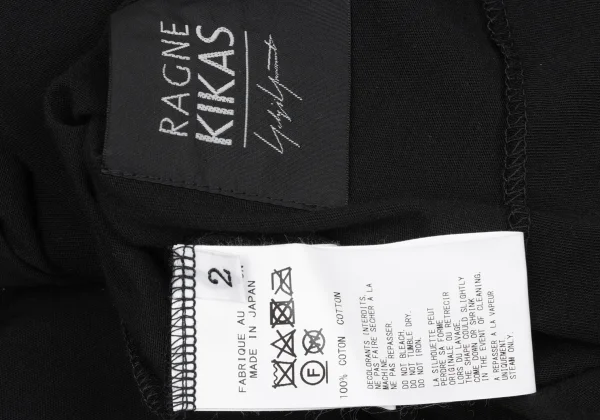 RAGNE
KIKAS
Yohji Yamamoto
2
FABRIQUE AU
MADE IN JAPAN
F
100% COTON COTTON
DECOLORANTS INTERDITS.
NE PAS FAIRE SECHER A LA
MACHINE.
NE PAS REPASSER.
DO NOT BLEACH.
DO NOT TUMBLE DRY.
DO NOT IRON.
LA SILHOUETTE PEUT
PERDRE SA FORME
ORIGINALE OU RETRECIR
LORS DU LAVAGE.
THE SHAPE COULD SLIGHTLY
COME DOWN OR SHRINK
IN THE EVENT OF CLEANING.
A REPASSER A LA VAPEUR
UNIQUEMENT.
STEAM ONLY.